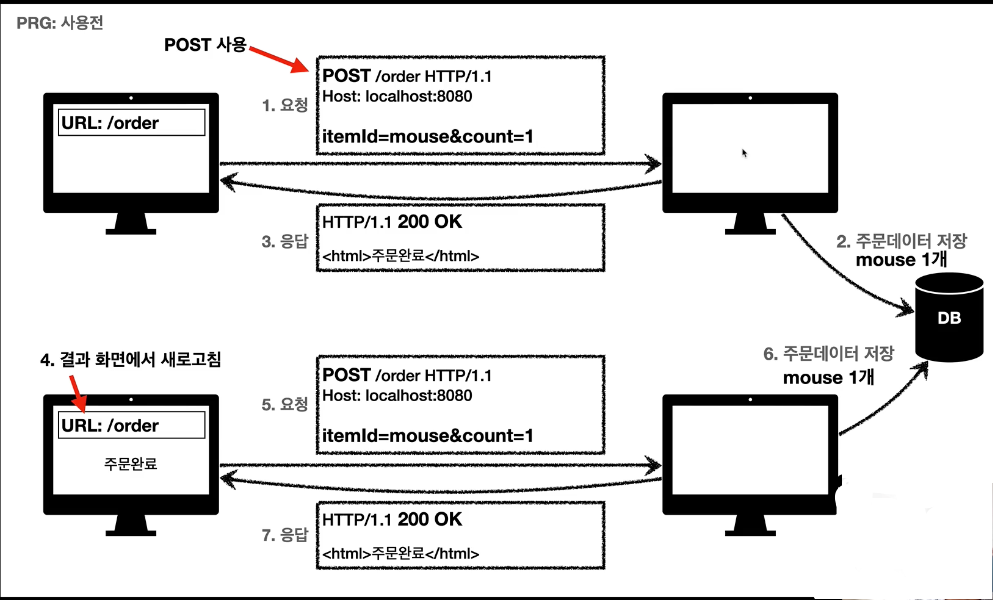 PRG: 사용전
POST 사용
1. 요청
POST /order HTTP/1.1
Host: localhost:8080
itemId=mouse&count=1
URL: /order
3. 응답
HTTP/1.1 200 OK
<html>주문완료</html>
2. 주문데이터 저장
mouse 1개
DB
4. 결과 화면에서 새로고침
URL: /order
주문완료
5. 요청
POST /order HTTP/1.1
Host: localhost:8080
itemId=mouse&count=1
6. 주문데이터 저장
mouse 1개
7. 응답
HTTP/1.1 200 OK
<html>주문완료</html>